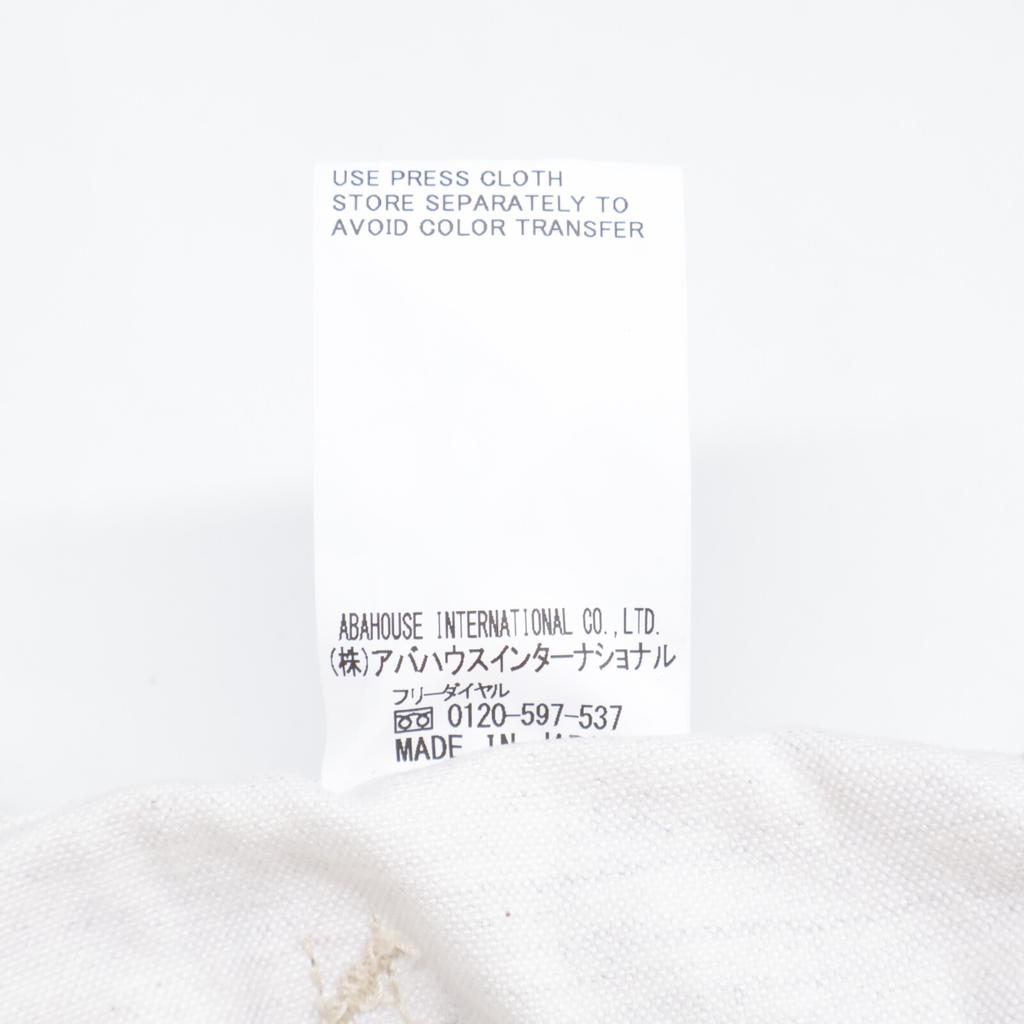 USE PRESS CLOTH
STORE SEPARATELY TO
AVOID COLOR TRANSFER
ABAHOUSE INTERNATIONAL CO.,LTD.
(株)アバハウスインターナショナル
フリーダイヤル
0120-597-537
MADE IN JAPAN